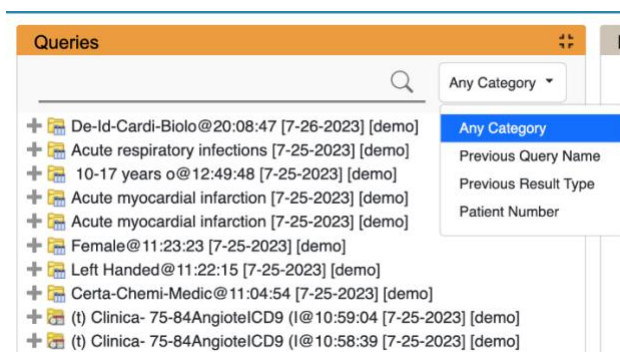 Queries
Any Category
De-Id-Cardi-Biolo@20:08:47 [7-26-2023] [demo]
Any Category
Acute respiratory infections [7-25-2023] [demo]
Previous Query Name
10-17 years o@12:49:48 [7-25-2023] [demo]
Previous Result Type
Acute myocardial infarction [7-25-2023] [demo]
Patient Number
Acute myocardial infarction [7-25-2023] [demo]
Female@11:23:23 [7-25-2023] [demo]
Left Handed@11:22:15 [7-25-2023] [demo]
Certa-Chemi-Medic@11:04:54 [7-25-2023] [demo]
(t) Clinica- 75-84AngioteICD9 (I@10:59:04 [7-25-2023] [demo]
(t) Clinica- 75-84AngioteICD9 (I@10:58:39 [7-25-2023] [demo]